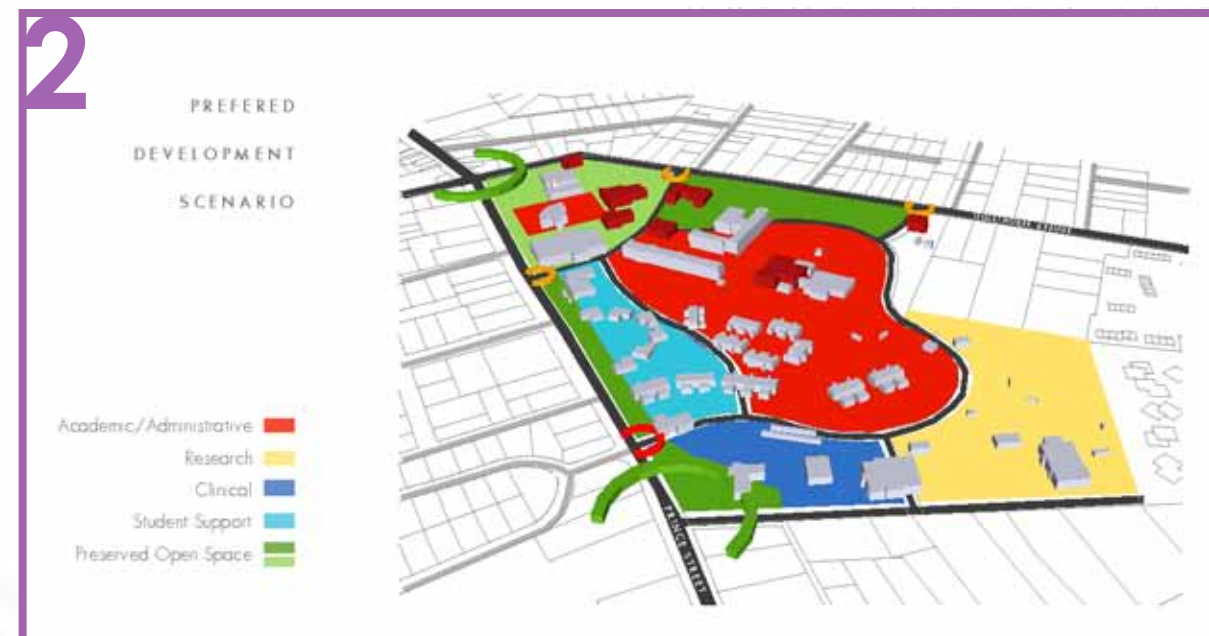 2
PREFERED
DEVELOPMENT
SCENARIO
Academic/Administrative
Research
Clinical
Student Support
Preserved Open Space
PRINCE STREET